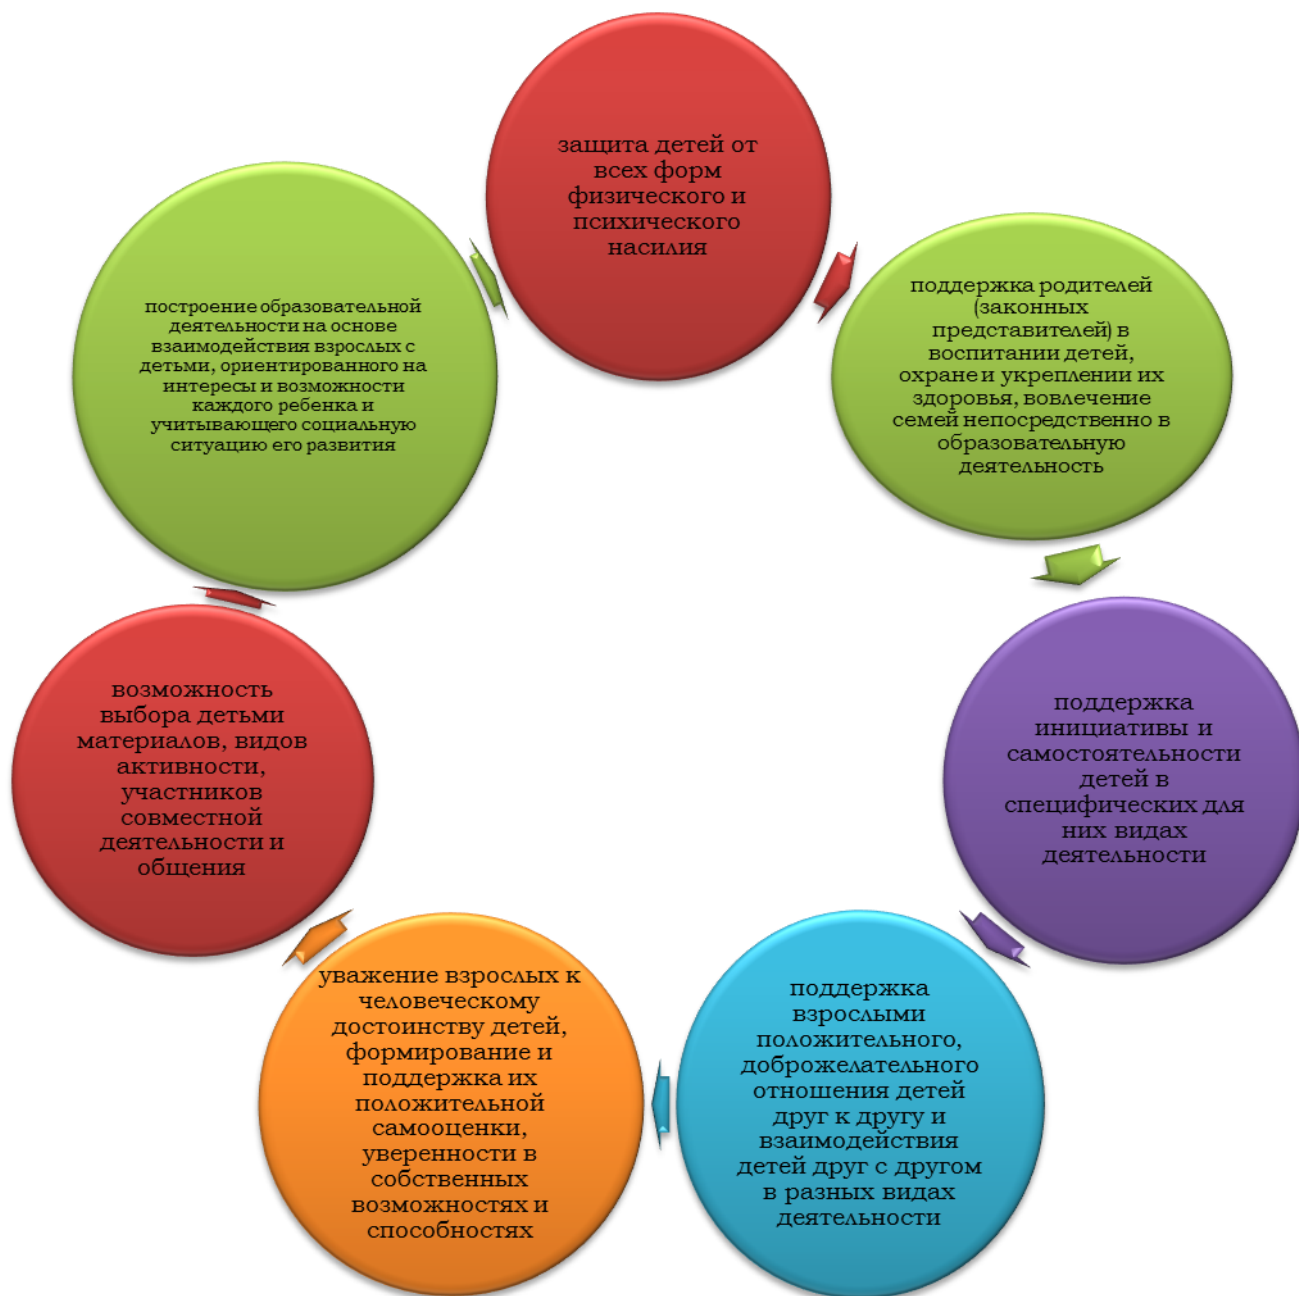 защита детей от
всех форм
физического и
психического
насилия
поддержка родителей
(законных
представителей) в
воспитании детей,
охране и укреплении их
здоровья, вовлечение
семей непосредственно в
образовательную
деятельность
поддержка
инициативы и
самостоятельности
детей в
специфических для
них видах
деятельности
поддержка
взрослыми
положительного,
доброжелательного
отношения детей
друг к другу и
взаимодействия
детей друг с другом
в разных видах
деятельности
уважение взрослых к
человеческому
достоинству детей,
формирование и
поддержка их
положительной
самооценки,
уверенности в
собственных
возможностях и
способностях
возможность
выбора детьми
материалов, видов
активности,
участников
совместной
деятельности и
общения
построение образовательной
деятельности на основе
взаимодействия взрослых с
детьми, ориентированного на
интересы и возможности
каждого ребенка и
учитывающего социальную
ситуацию его развития